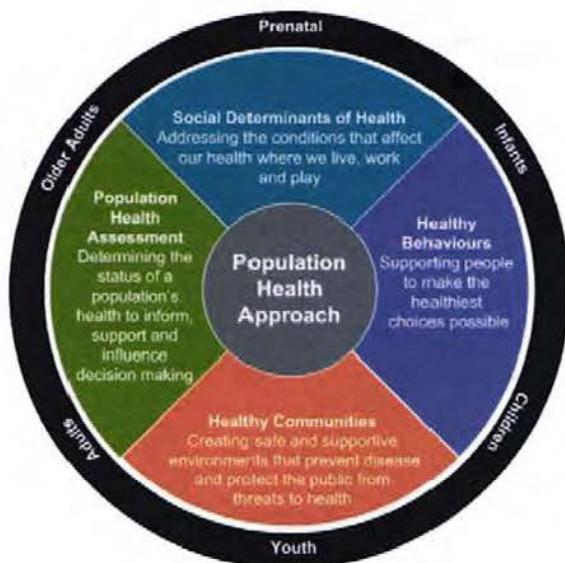 Prenatal
Infants
Children
Youth
Adults
Older Adults
Social Determinants of Health
Addressing the conditions that affect
our health where we live, work
and play
Healthy
Behaviours
Supporting people
to make the
healthiest
choices possible
Healthy Communities
Creating safe and supportive
environments that prevent disease
and protect the public from
threats to health
Population
Health
Assessment
Determining the
status of a
population's
health to inform,
support and
influence
decision making
Population
Health
Approach